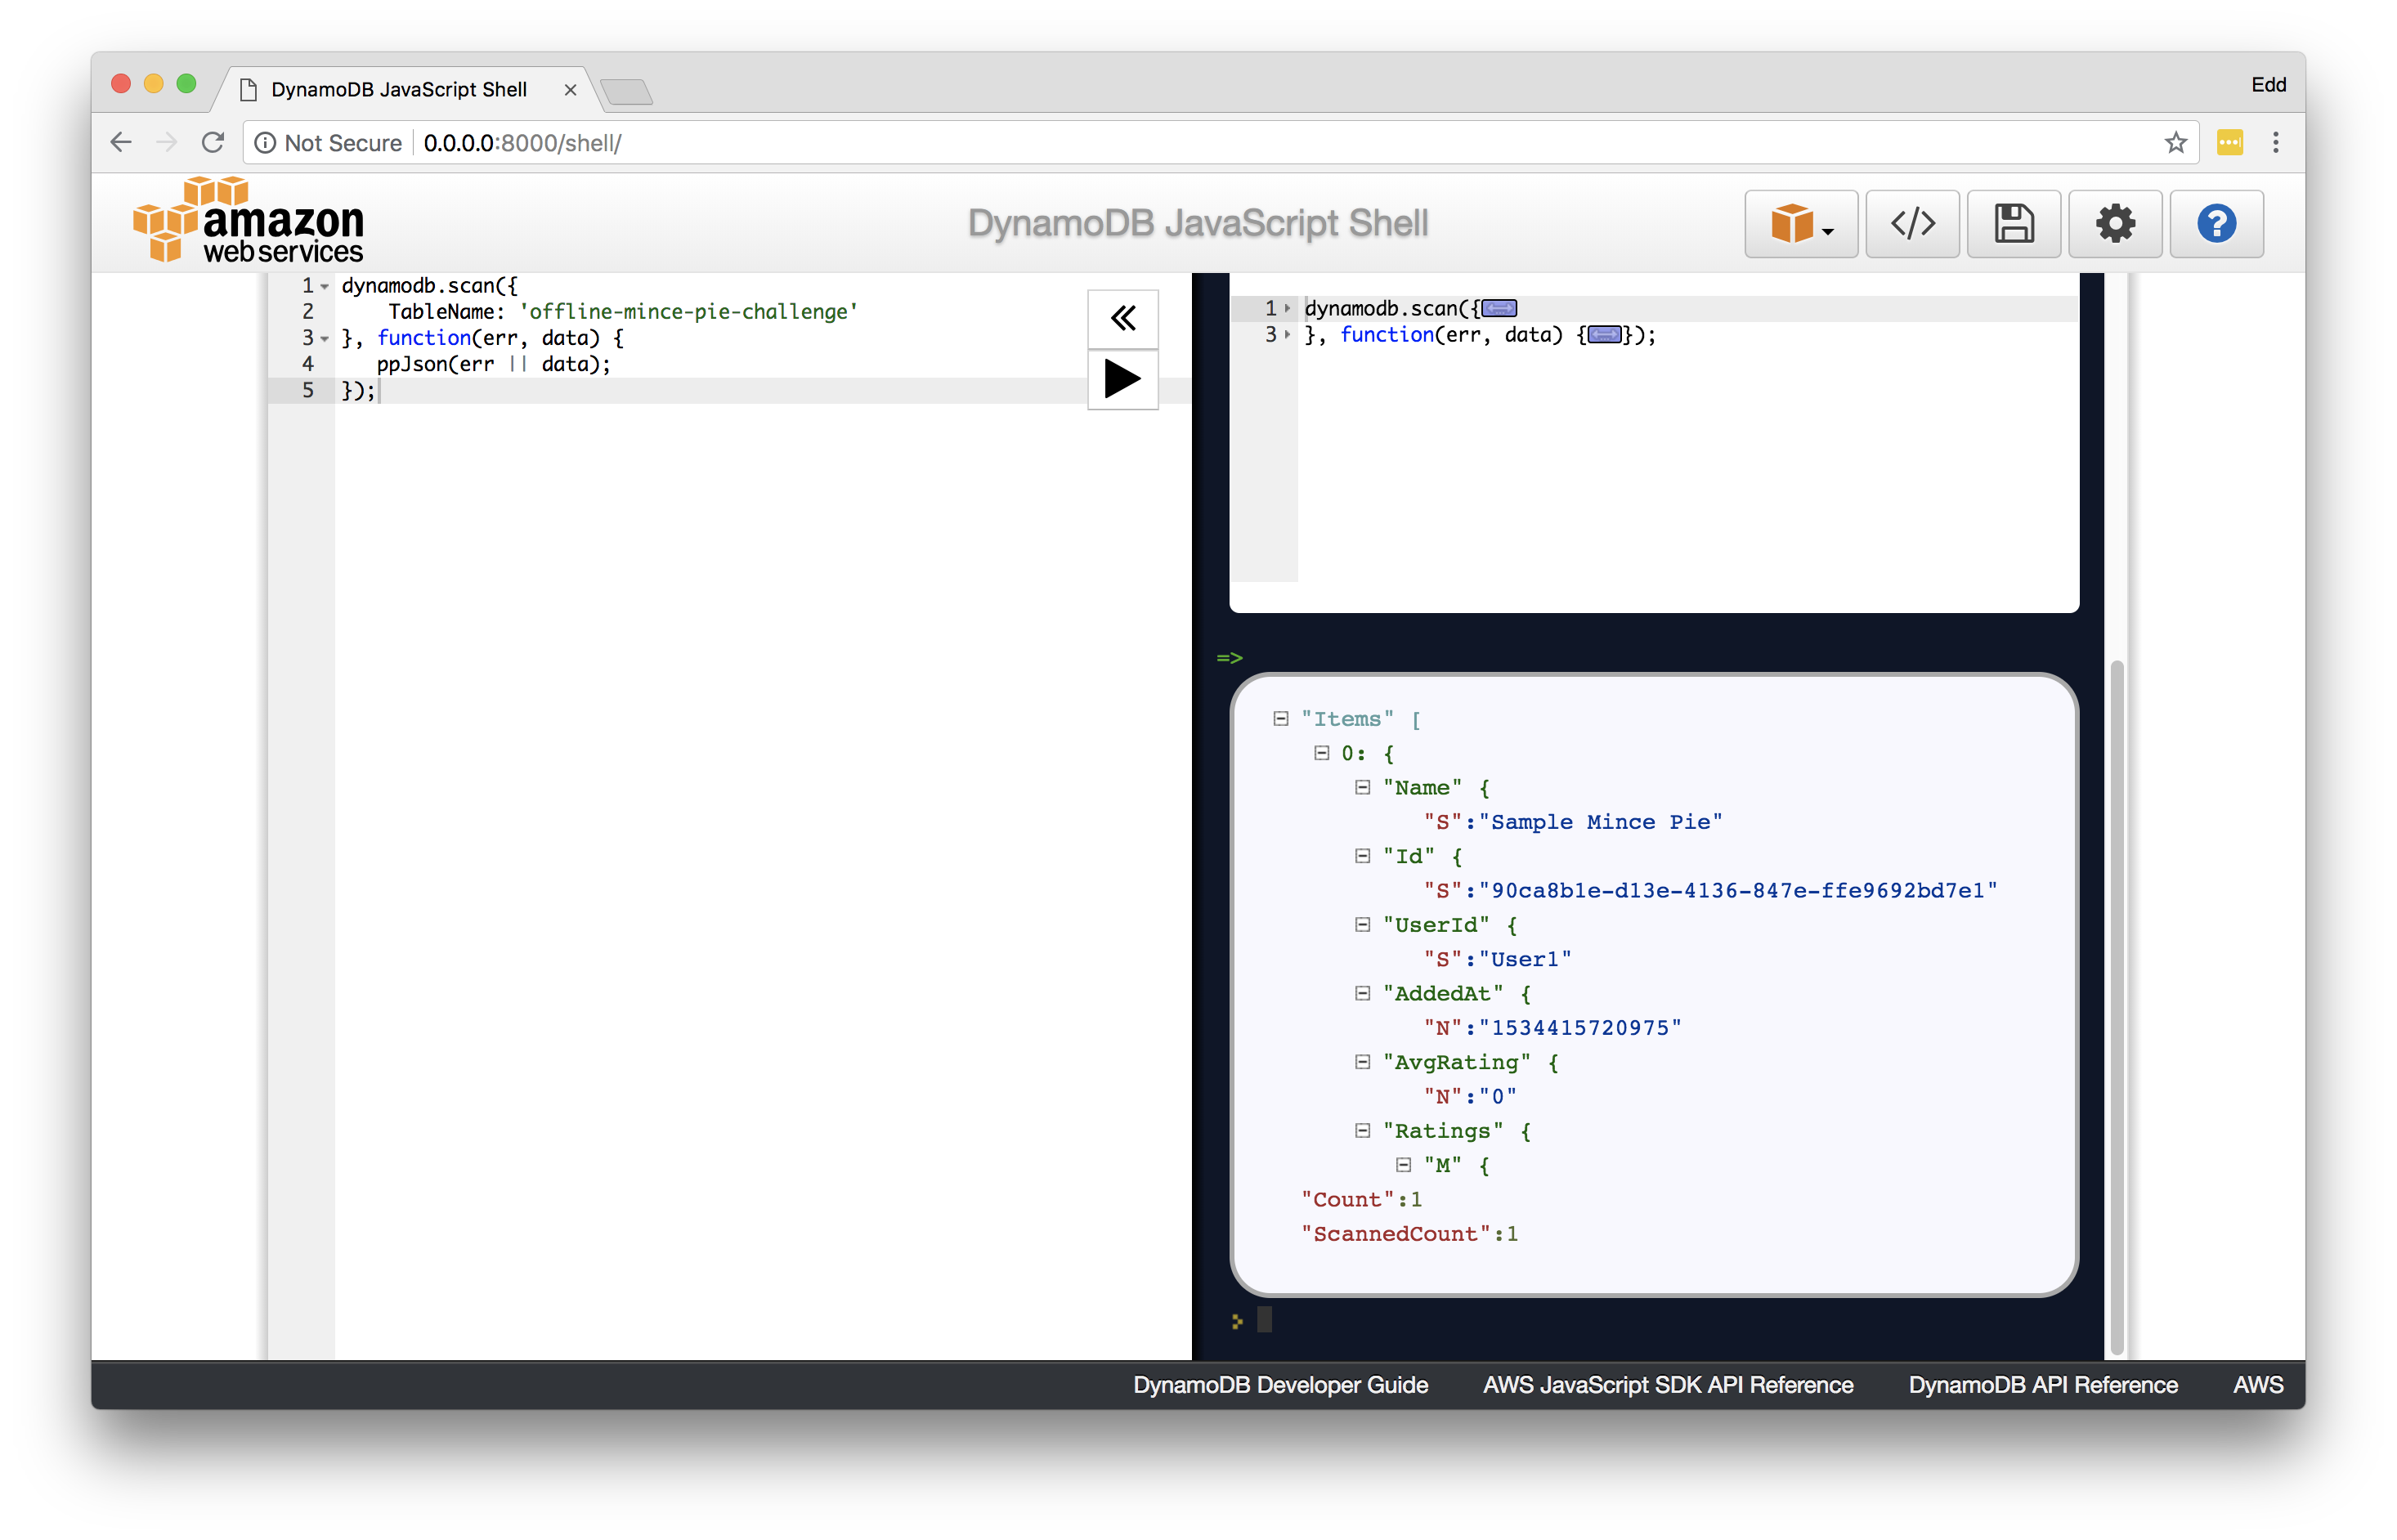 DynamoDB JavaScript Shell
Edd
Not Secure 0.0.0.0:8000/shell/
amazon
webservices
DynamoDB JavaScript Shell
1 dynamodb.scan({
2 TableName: 'offline-mince-pie-challenge'
3 }, function(err, data) {
4 ppJson(err || data);
5 });
1 dynamodb.scan({
3 }, function(err, data) {});
=>
"Items" [
0: {
"Name" {
"S":"Sample Mince Pie"
"Id" {
"S":"90ca8b1e-d13e-4136-847e-ffe9692bd7e1"
"UserId" {
"S":"User1"
"AddedAt" {
"N":"1534415720975"
"AvgRating" {
"N":"0"
"Ratings" {
"M" {
"Count":1
"ScannedCount":1
DynamoDB Developer Guide AWS JavaScript SDK API Reference DynamoDB API Reference AWS